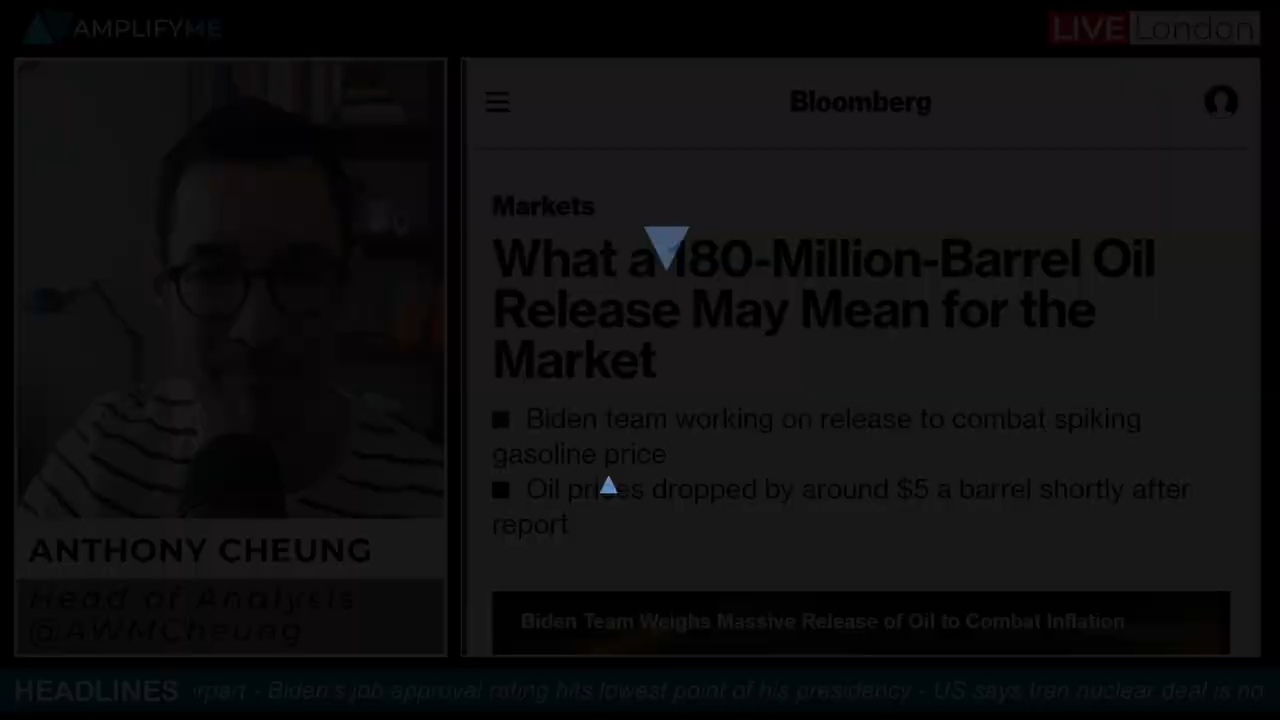 AMPLIFYME
LIVE London
Bloomberg
Markets
What a 180-Million-Barrel Oil
Release May Mean for the
Market
■ Biden team working on release to combat spiking
gasoline price
■ Oil prices dropped by around $5 a barrel shortly after
report
Biden Team Weighs Massive Release of Oil to Combat Inflation
ANTHONY CHEUNG
Head of Analysis
@AWMCheung
HEADLINES - Biden's job approval rating hits lowest point of his presidency - US says Iran nuclear deal is no